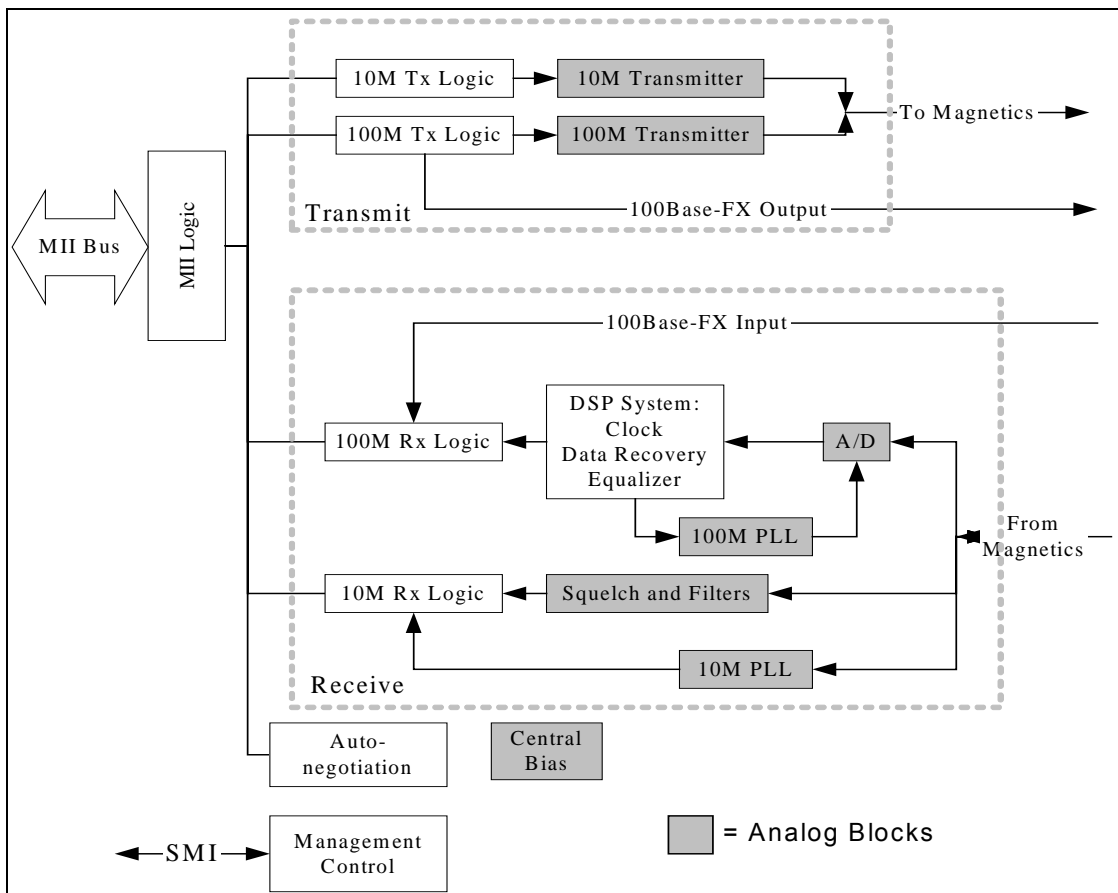 10M Tx Logic
10M Transmitter
To Magnetics
100M Tx Logic
100M Transmitter
Transmit
100Base-FX Output
MII Bus
MII Logic
100Base-FX Input
DSP System:
Clock
Data Recovery
Equalizer
100M Rx Logic
A/D
100M PLL
From
Magnetics
10M Rx Logic
Squelch and Filters
10M PLL
Receive
Auto-
negotiation
Central
Bias
= Analog Blocks
SMI
Management
Control